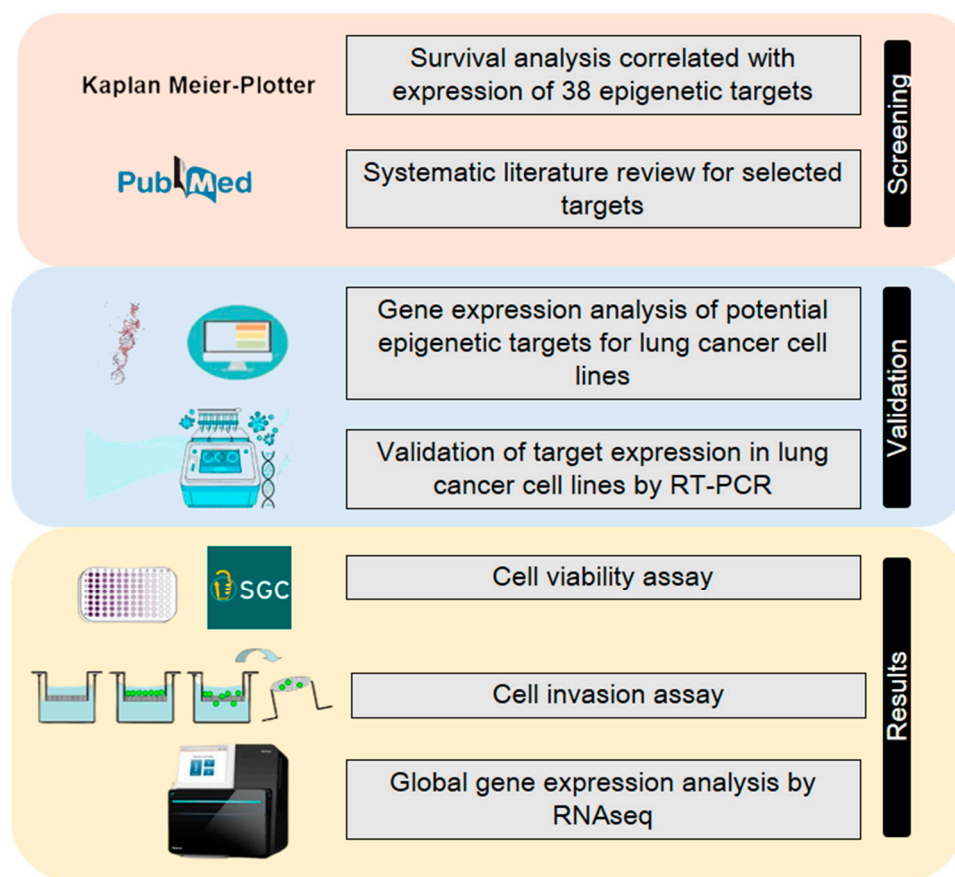 Kaplan Meier-Plotter
Survival analysis correlated with
expression of 38 epigenetic targets
PubMed
Systematic literature review for selected
targets
Screening
Gene expression analysis of potential
epigenetic targets for lung cancer cell
lines
Validation of target expression in lung
cancer cell lines by RT-PCR
Validation
SGC
Cell viability assay
Cell invasion assay
Global gene expression analysis by
RNAseq
Results